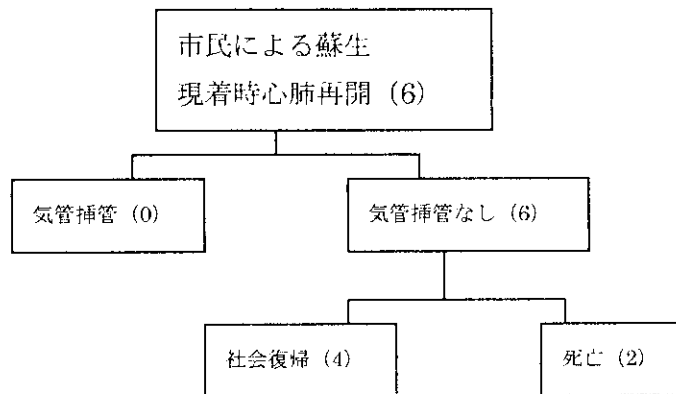 市民による蘇生
現着時心肺再開（6）
気管挿管（0）
気管挿管なし（6）
社会復帰（4）
死亡（2）